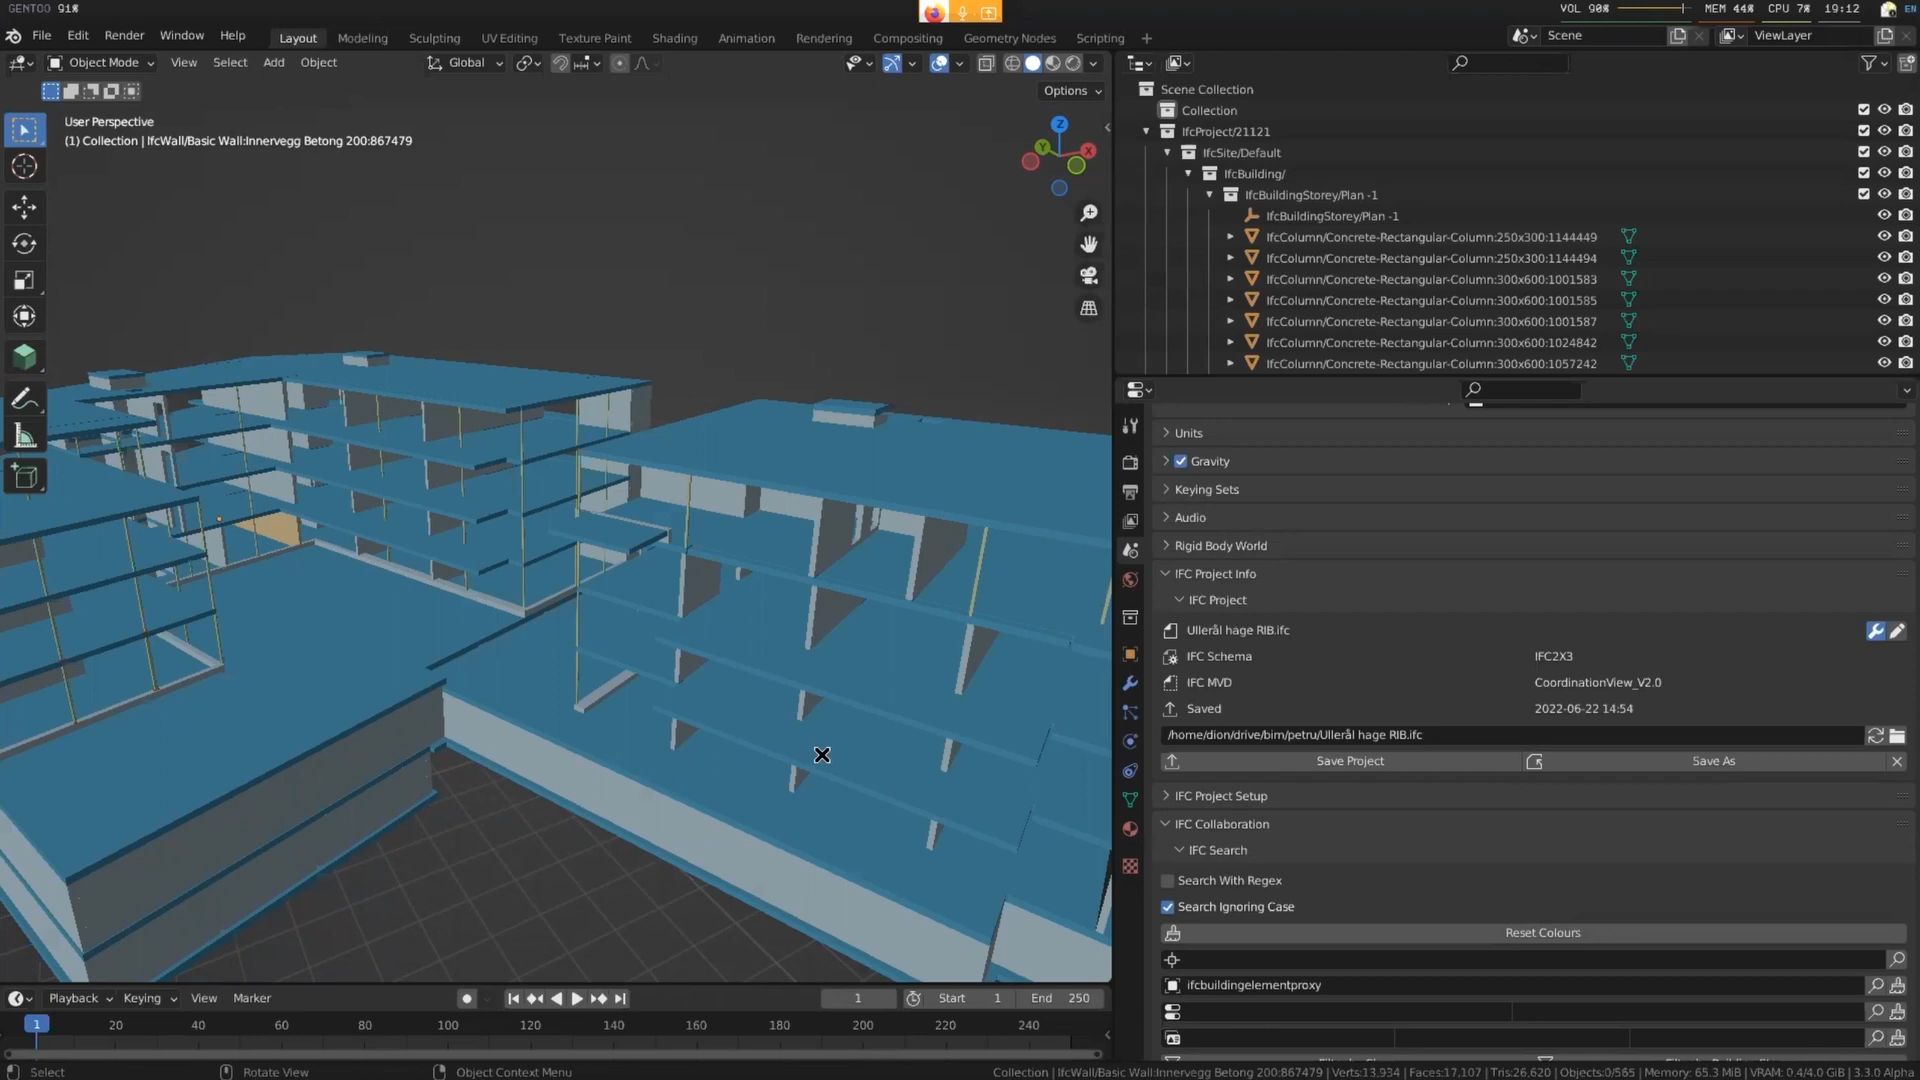 GENTOO 91%
VOL 90%
MEM 44%
CPU 7%
19:12
EN
File Edit Render Window Help
Layout Modeling Sculpting UV Editing Texture Paint Shading Animation Rendering Compositing Geometry Nodes Scripting +
Scene
ViewLayer
Object Mode View Select Add Object
Global
Options
User Perspective
(1) Collection | IfcWall/Basic Wall:Innervegg Betong 200:867479
Z
Y
X
Scene Collection
Collection
IfcProject/21121
IfcSite/Default
IfcBuilding/
IfcBuildingStorey/Plan -1
IfcBuildingStorey/Plan -1
IfcColumn/Concrete-Rectangular-Column:250x300:1144449
IfcColumn/Concrete-Rectangular-Column:250x300:1144494
IfcColumn/Concrete-Rectangular-Column:300x600:1001583
IfcColumn/Concrete-Rectangular-Column:300x600:1001585
IfcColumn/Concrete-Rectangular-Column:300x600:1001587
IfcColumn/Concrete-Rectangular-Column:300x600:1024842
IfcColumn/Concrete-Rectangular-Column:300x600:1057242
Units
Gravity
Keying Sets
Audio
Rigid Body World
IFC Project Info
IFC Project
Ullerål hage RIB.ifc
IFC Schema IFC2X3
IFC MVD CoordinationView_V2.0
Saved 2022-06-22 14:54
/home/dion/drive/bim/petru/Ullerål hage RIB.ifc
Save Project Save As
IFC Project Setup
IFC Collaboration
IFC Search
Search With Regex
Search Ignoring Case
Reset Colours
ifcbuildingelementproxy
Playback Keying View Marker
1
Start 1 End 250
1 20 40 60 80 100 120 140 160 180 200 220 240
Select Rotate View Object Context Menu
Collection | IfcWall/Basic Wall:Innervegg Betong 200:867479 | Verts:13,934 | Faces:17,107 | Tris:26,620 | Objects:0/565 | Memory: 65.3 MiB | VRAM: 0.4/4.0 GiB | 3.3.0 Alpha